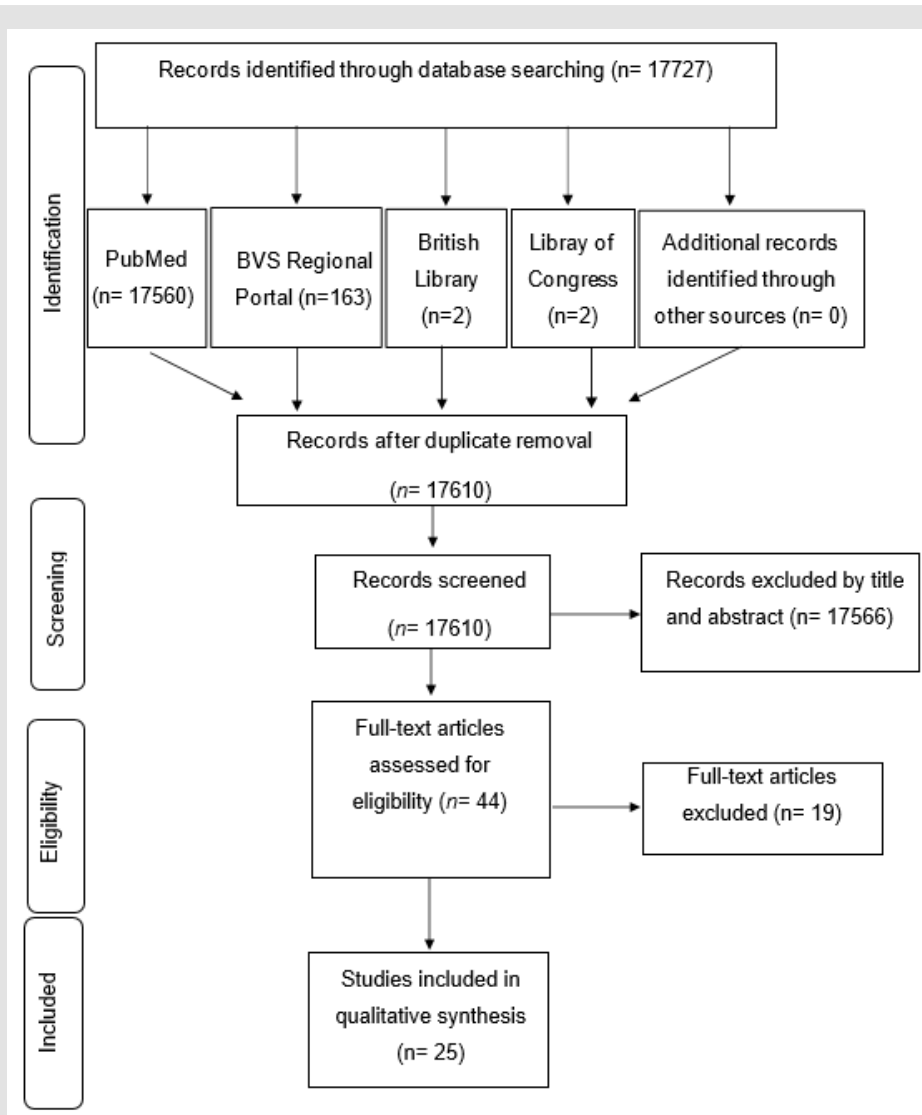 Records identified through database searching (n= 17727)
Identification
PubMed
(n= 17560)
BVS Regional
Portal (n=163)
British
Library
(n=2)
Libray of
Congress
(n=2)
Additional records
identified through
other sources (n= 0)
Records after duplicate removal
(n= 17610)
Screening
Records screened
(n= 17610)
Records excluded by title
and abstract (n= 17566)
Eligibility
Full-text articles
assessed for
eligibility (n= 44)
Full-text articles
excluded (n= 19)
Included
Studies included in
qualitative synthesis
(n= 25)